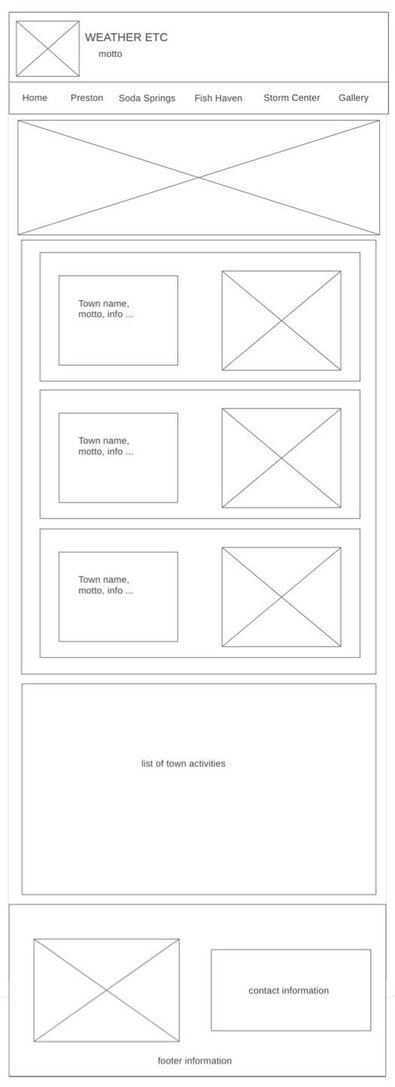 WEATHER ETC
motto
Home Preston Soda Springs Fish Haven Storm Center Gallery
Town name,
motto, info ...
Town name,
motto, info ...
Town name,
motto, info ...
list of town activities
contact information
footer information